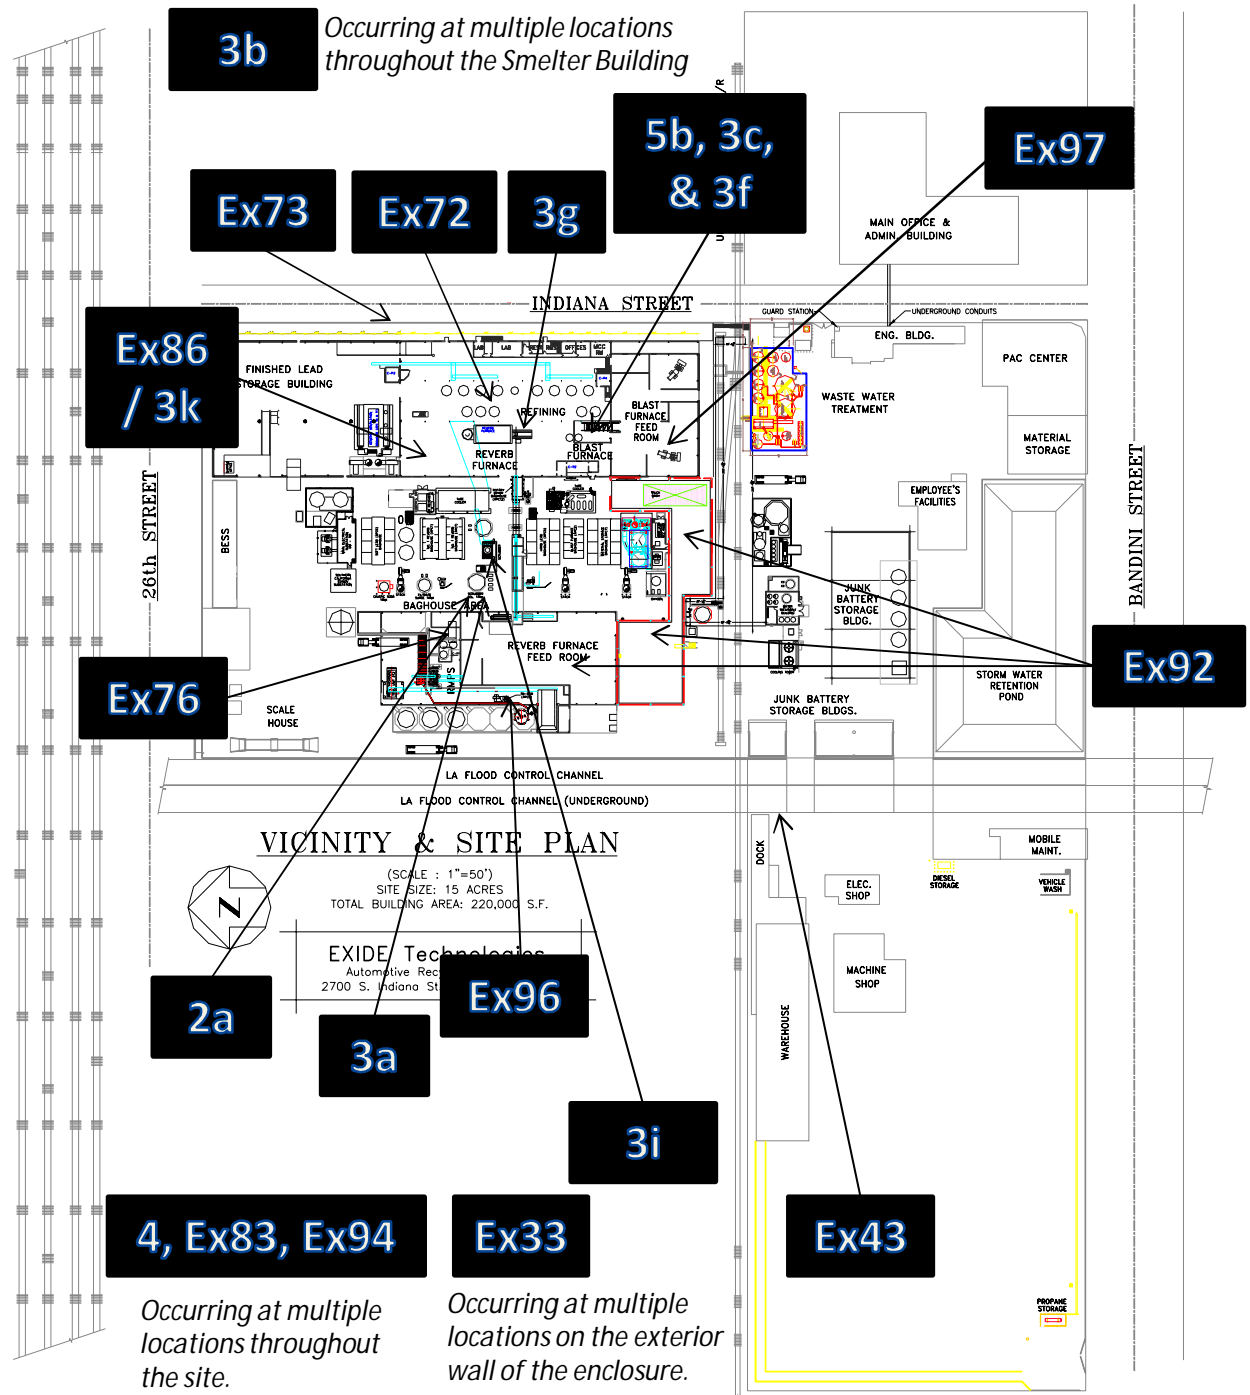 3b
Occurring at multiple locations
throughout the Smelter Building
5b, 3c,
& 3f
Ex97
Ex73
Ex72
3g
MAIN OFFICE &
ADMIN. BUILDING
INDIANA STREET
GUARD STATION
UNDERGROUND CONDUITS
ENG. BLDG.
Ex86
/ 3k
FINISHED LEAD
STORAGE BUILDING
LAB
LAB
OFFICES
MCC
RM
PAC CENTER
REFINING
BLAST
FURNACE
FEED
ROOM
WASTE WATER
TREATMENT
REVERB
FURNACE
BLAST
FURNACE
MATERIAL
STORAGE
26th STREET
BESS
EMPLOYEE'S
FACILITIES
BANDINI STREET
BAGHOUSE AREA
JUNK
BATTERY
STORAGE
BLDG.
REVERB FURNACE
FEED ROOM
RMPS
Ex76
Ex92
STORM WATER
RETENTION
POND
SCALE
HOUSE
JUNK BATTERY
STORAGE BLDGS.
LA FLOOD CONTROL CHANNEL
LA FLOOD CONTROL CHANNEL (UNDERGROUND)
VICINITY & SITE PLAN
(SCALE : 1"=50')
SITE SIZE: 15 ACRES
TOTAL BUILDING AREA: 220,000 S.F.
N
DOCK
MOBILE
MAINT.
DIESEL
STORAGE
VEHICLE
WASH
ELEC.
SHOP
EXIDE Technologies
Automotive Rec
2700 S. Indiana St
Ex96
MACHINE
SHOP
2a
3a
WAREHOUSE
3i
4, Ex83, Ex94
Ex33
Ex43
Occurring at multiple
locations throughout
the site.
Occurring at multiple
locations on the exterior
wall of the enclosure.
PROPANE
STORAGE